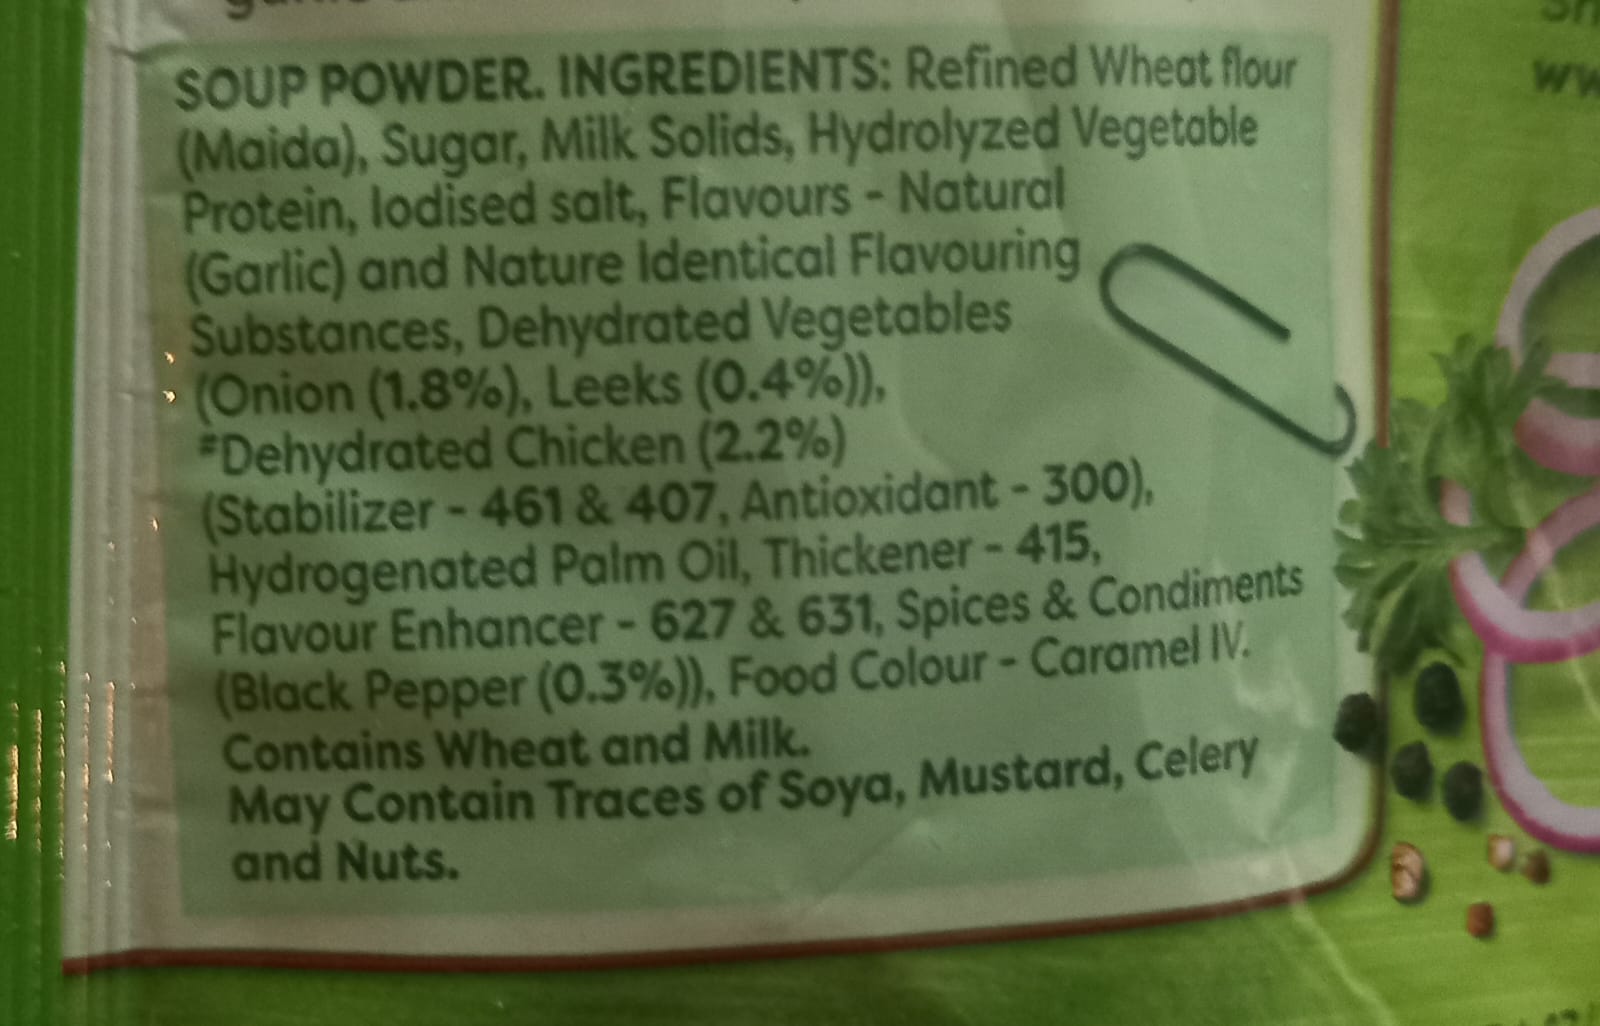 SOUP POWDER. INGREDIENTS: Refined Wheat flour
(Maida), Sugar, Milk Solids, Hydrolyzed Vegetable
Protein, Iodised salt, Flavours - Natural
(Garlic) and Nature Identical Flavouring
Substances, Dehydrated Vegetables
(Onion (1.8%), Leeks (0.4%)),
#Dehydrated Chicken (2.2%)
(Stabilizer - 461 & 407, Antioxidant - 300),
Hydrogenated Palm Oil, Thickener - 415,
Flavour Enhancer - 627 & 631, Spices & Condiments
(Black Pepper (0.3%)), Food Colour - Caramel IV.
Contains Wheat and Milk.
May Contain Traces of Soya, Mustard, Celery
and Nuts.